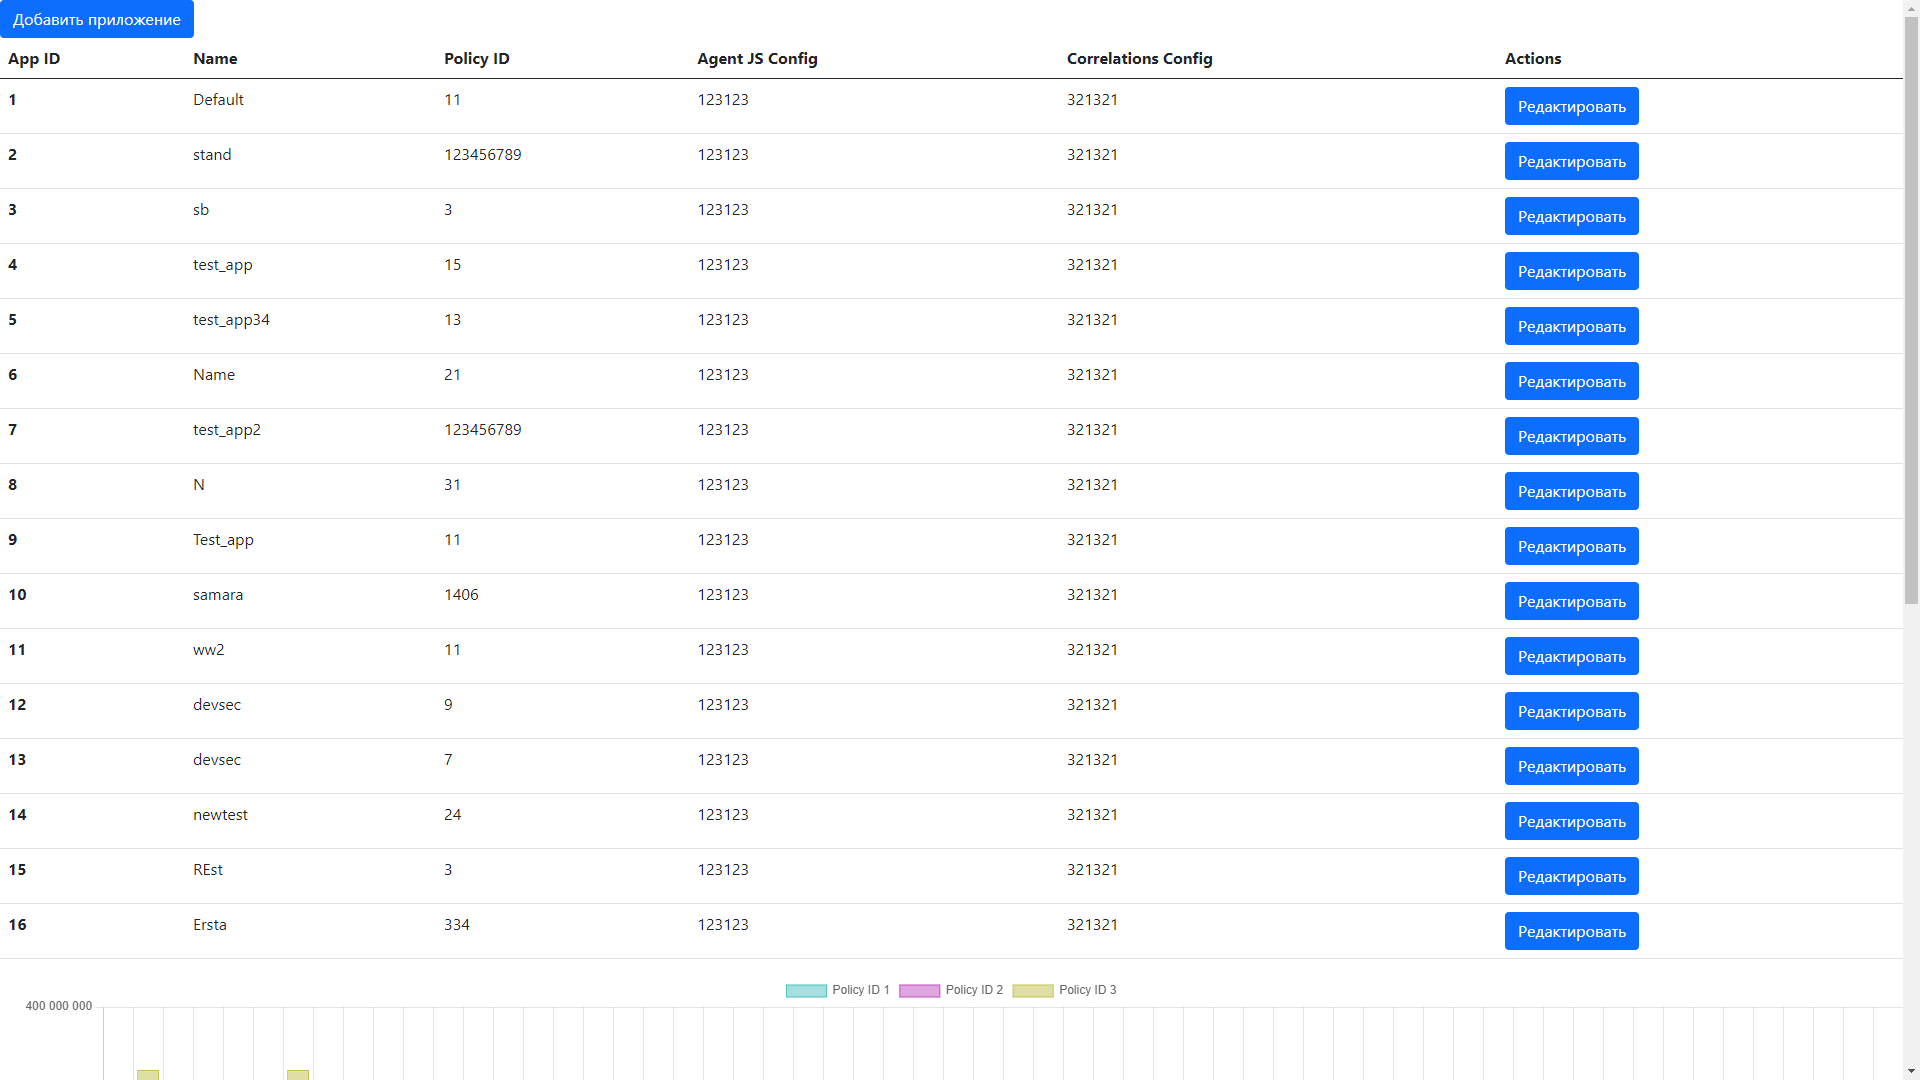 Добавить приложение
App ID Name Policy ID Agent JS Config Correlations Config Actions
1 Default 11 123123 321321 Редактировать
2 stand 123456789 123123 321321 Редактировать
3 sb 3 123123 321321 Редактировать
4 test_app 15 123123 321321 Редактировать
5 test_app34 13 123123 321321 Редактировать
6 Name 21 123123 321321 Редактировать
7 test_app2 123456789 123123 321321 Редактировать
8 N 31 123123 321321 Редактировать
9 Test_app 11 123123 321321 Редактировать
10 samara 1406 123123 321321 Редактировать
11 ww2 11 123123 321321 Редактировать
12 devsec 9 123123 321321 Редактировать
13 devsec 7 123123 321321 Редактировать
14 newtest 24 123123 321321 Редактировать
15 REst 3 123123 321321 Редактировать
16 Ersta 334 123123 321321 Редактировать
Policy ID 1 Policy ID 2 Policy ID 3
400 000 000